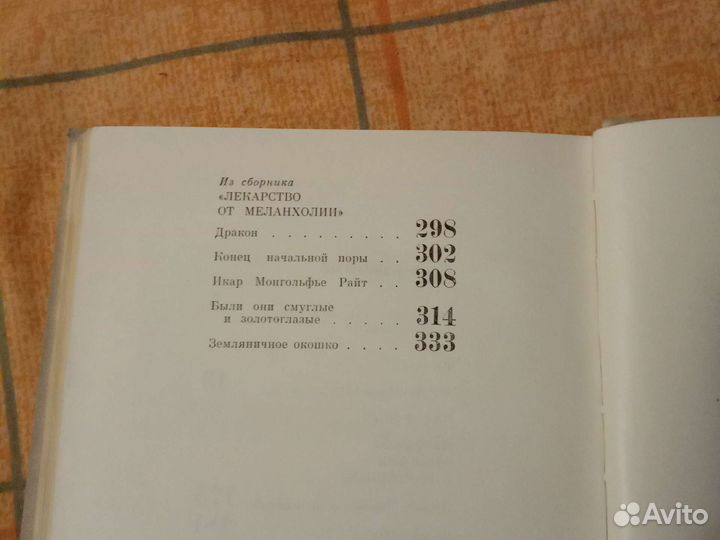 Из сборника
«ЛЕКАРСТВО
ОТ МЕЛАНХОЛИИ»
Дракон . . . . . . . . . 298
Конец начальной поры . . 302
Икар Монгольфье Райт . . 308
Были они смуглые
и золотоглазые . . . . . 314
Земляничное окошко . . . . 333
Avito